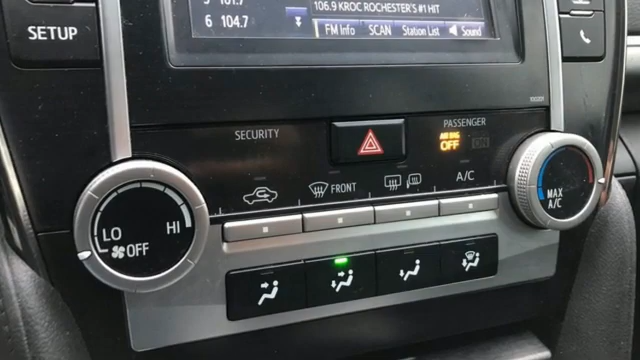 106.9 KROC ROCHESTER'S #1 HIT
6 104.7
FM Info SCAN Station List Sound
SETUP
100209
SECURITY
PASSENGER
AIR BAG
OFF ON
FRONT
A/C
LO HI
OFF
MAX
A/C